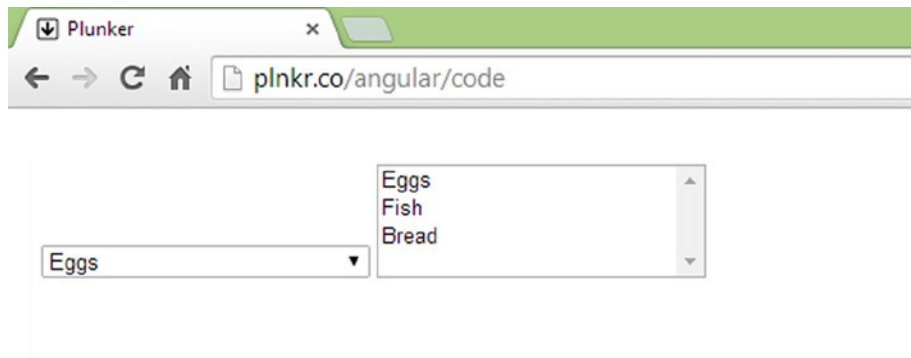 Plunker
plnkr.co/angular/code
Eggs
Fish
Bread
Eggs